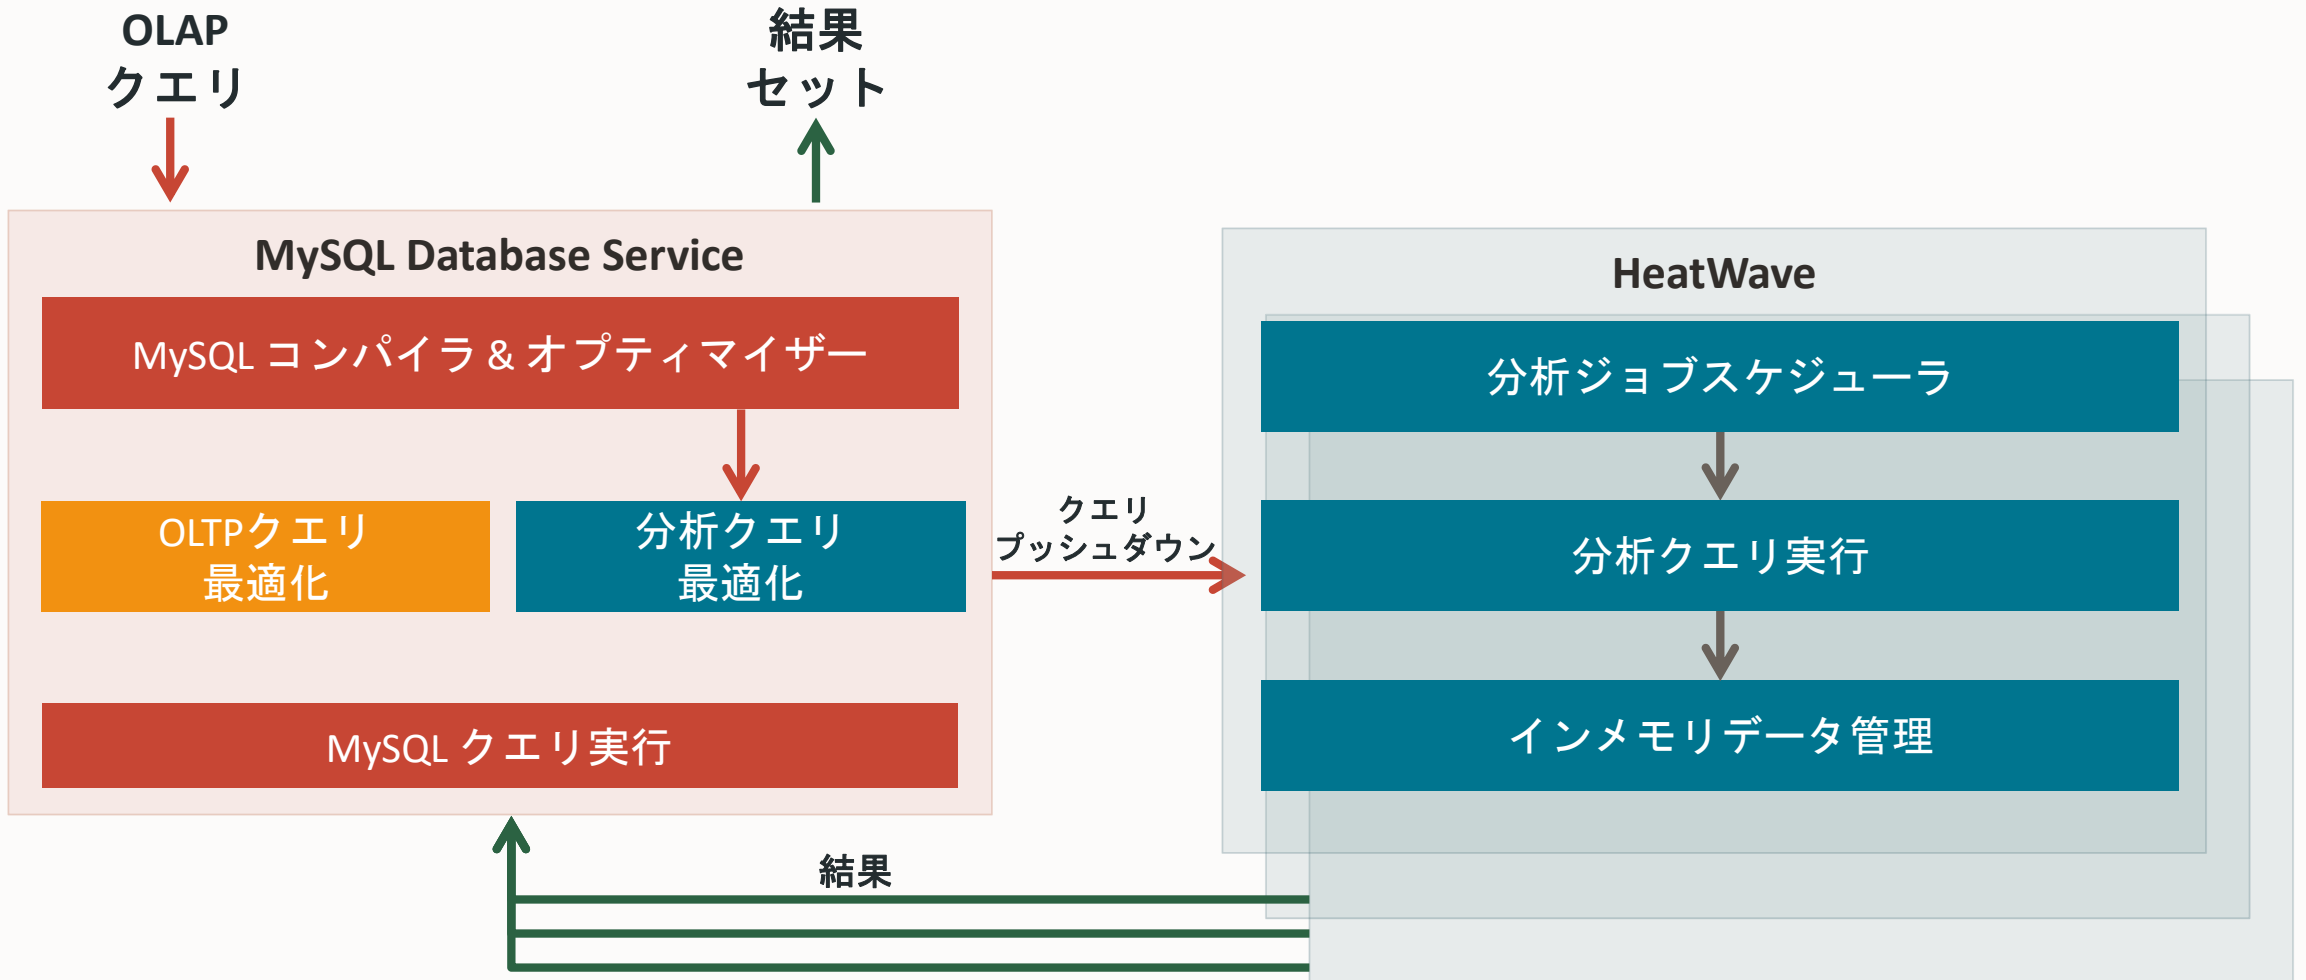 OLAP
クエリ
結果
セット
MySQL Database Service
MySQL コンパイラ & オプティマイザー
OLTPクエリ
最適化
分析クエリ
最適化
MySQL クエリ実行
クエリ
プッシュダウン
HeatWave
分析ジョブスケジューラ
分析クエリ実行
インメモリデータ管理
結果